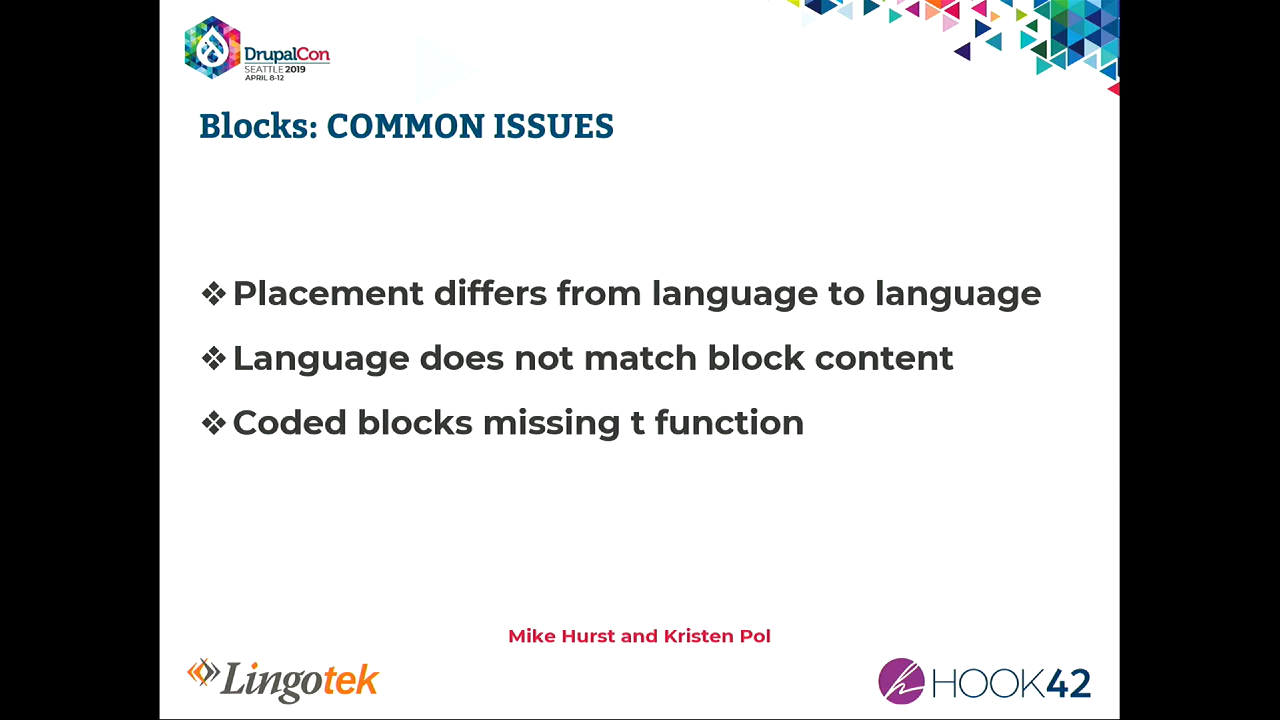 DrupalCon
SEATTLE 2019
APRIL 8-12
Blocks: COMMON ISSUES
❖ Placement differs from language to language
❖ Language does not match block content
❖ Coded blocks missing t function
Mike Hurst and Kristen Pol
Lingotek
HOOK42